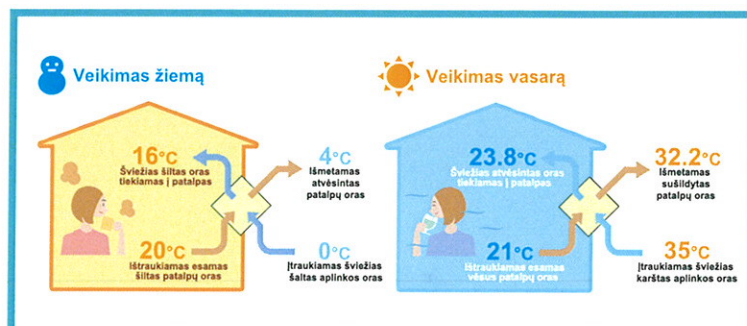 Veikimas žiemą
16°C
Šviežias šiltas oras
tiekiamas į patalpas
4°C
Išmetamas
atvėsintas
patalpų oras
20°C
Ištraukiamas esamas
šiltas patalpų oras
0°C
Įtraukiamas šviežias
šaltas aplinkos oras
Veikimas vasarą
23.8°C
Šviežias atvėsintas oras
tiekiamas į patalpas
32.2°C
Išmetamas
sušildytas
patalpų oras
21°C
Ištraukiamas esamas
vėsus patalpų oras
35°C
Įtraukiamas šviežias
karštas aplinkos oras